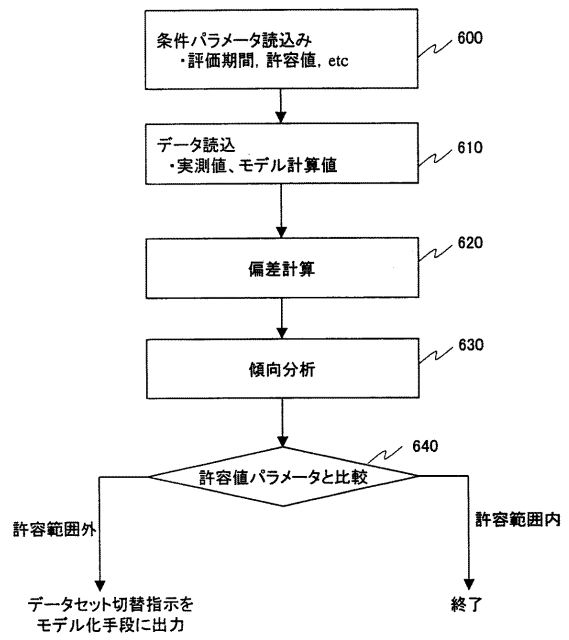 条件パラメータ読込み
・評価期間, 許容値, etc
600
データ読込
・実測値、モデル計算値
610
偏差計算
620
傾向分析
630
許容値パラメータと比較
640
許容範囲外
許容範囲内
データセット切替指示を
モデル化手段に出力
終了